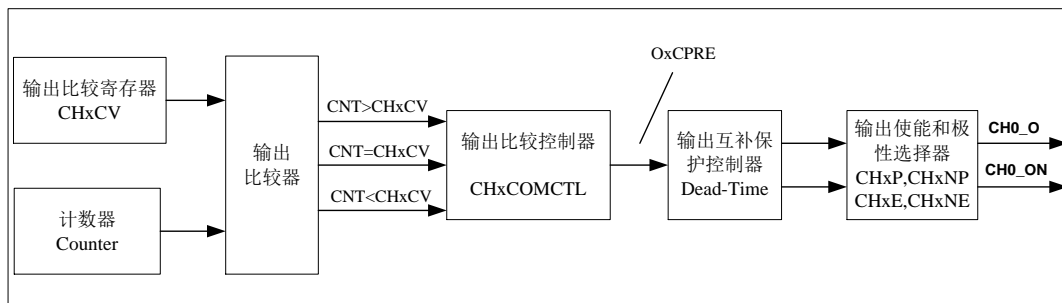 输出比较寄存器
CHxCV
计数器
Counter
输出
比较器
CNT>CHxCV
CNT=CHxCV
CNT<CHxCV
输出比较控制器
CHxCOMCTL
OxCPRE
输出互补保
护控制器
Dead-Time
输出使能和极
性选择器
CHxP,CHxNP
CHxE,CHxNE
CH0_O
CH0_ON